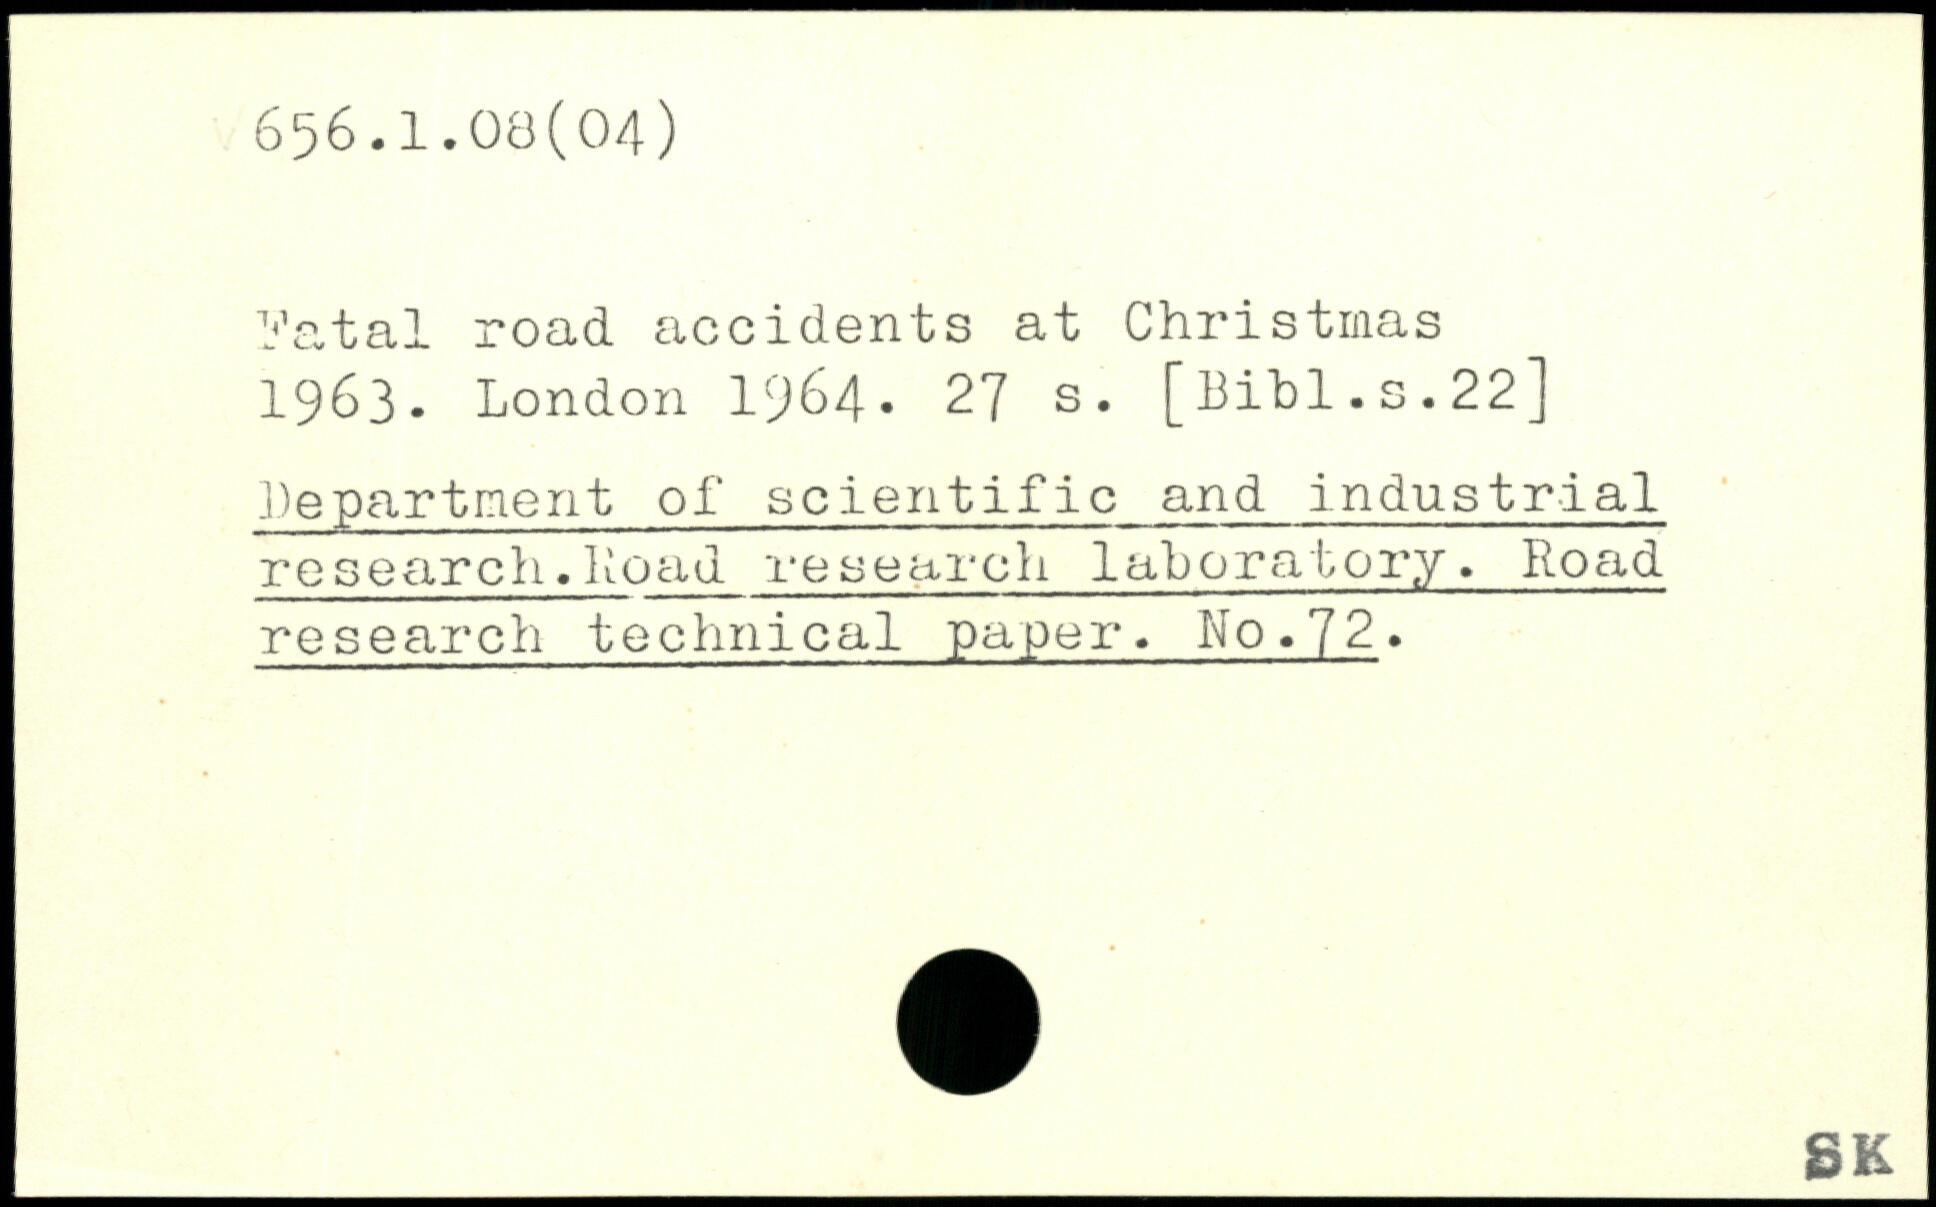 656.1.08(04)
Fatal road accidents at Christmas
1963. London 1964. 27 s. [Bibl.s.22]
Department of scientific and industrial
research.Road research laboratory. Road
research technical paper. No.72.
SK